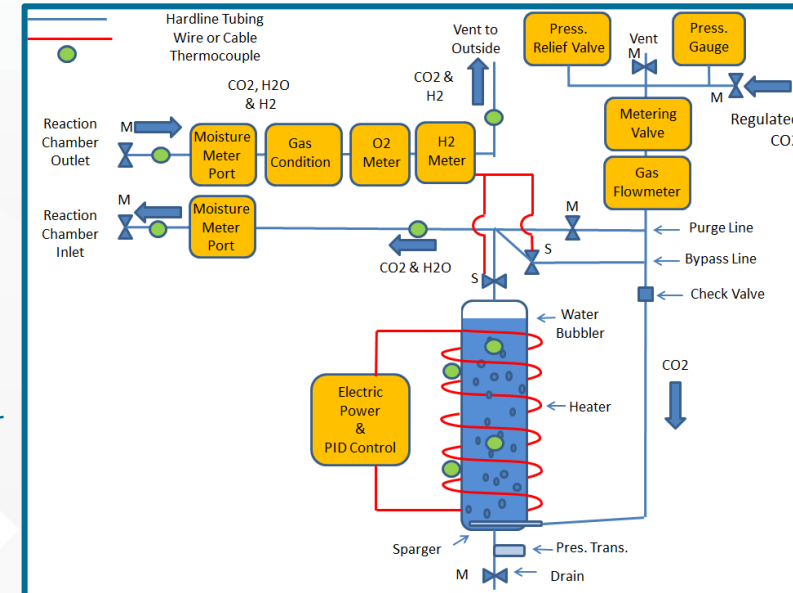 Hardline Tubing
Wire or Cable
Thermocouple
Vent to
Outside
Press.
Relief Valve
Vent
M
Press.
Gauge
CO2, H2O
& H2
CO2 &
H2
M
Regulated
CO2
Reaction
Chamber
Outlet
M
Moisture
Meter
Port
Gas
Condition
O2
Meter
H2
Meter
Metering
Valve
Gas
Flowmeter
Reaction
Chamber
Inlet
M
Moisture
Meter
Port
M
Purge Line
CO2 & H2O
S
Bypass Line
S
Check Valve
Water
Bubbler
CO2
Electric
Power
&
PID Control
Heater
Sparger
Pres. Trans.
M
Drain